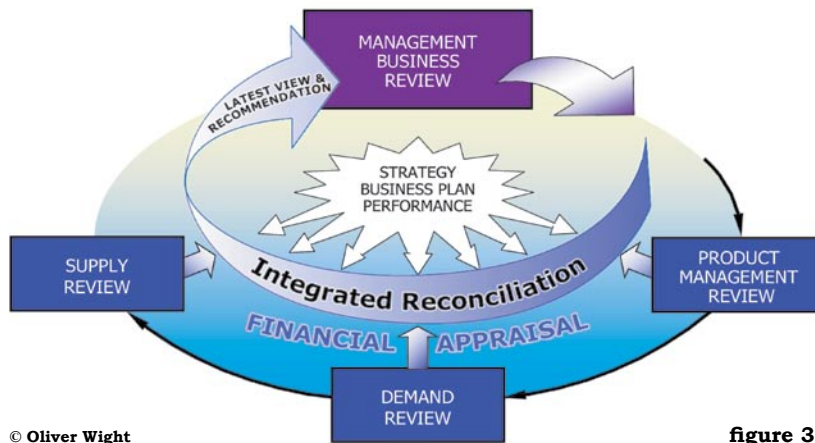 MANAGEMENT
BUSINESS
REVIEW
LATEST VIEW &
RECOMMENDATION
STRATEGY
BUSINESS PLAN
PERFORMANCE
SUPPLY
REVIEW
PRODUCT
MANAGEMENT
REVIEW
Integrated Reconciliation
FINANCIAL APPRAISAL
DEMAND
REVIEW
© Oliver Wight
figure 3